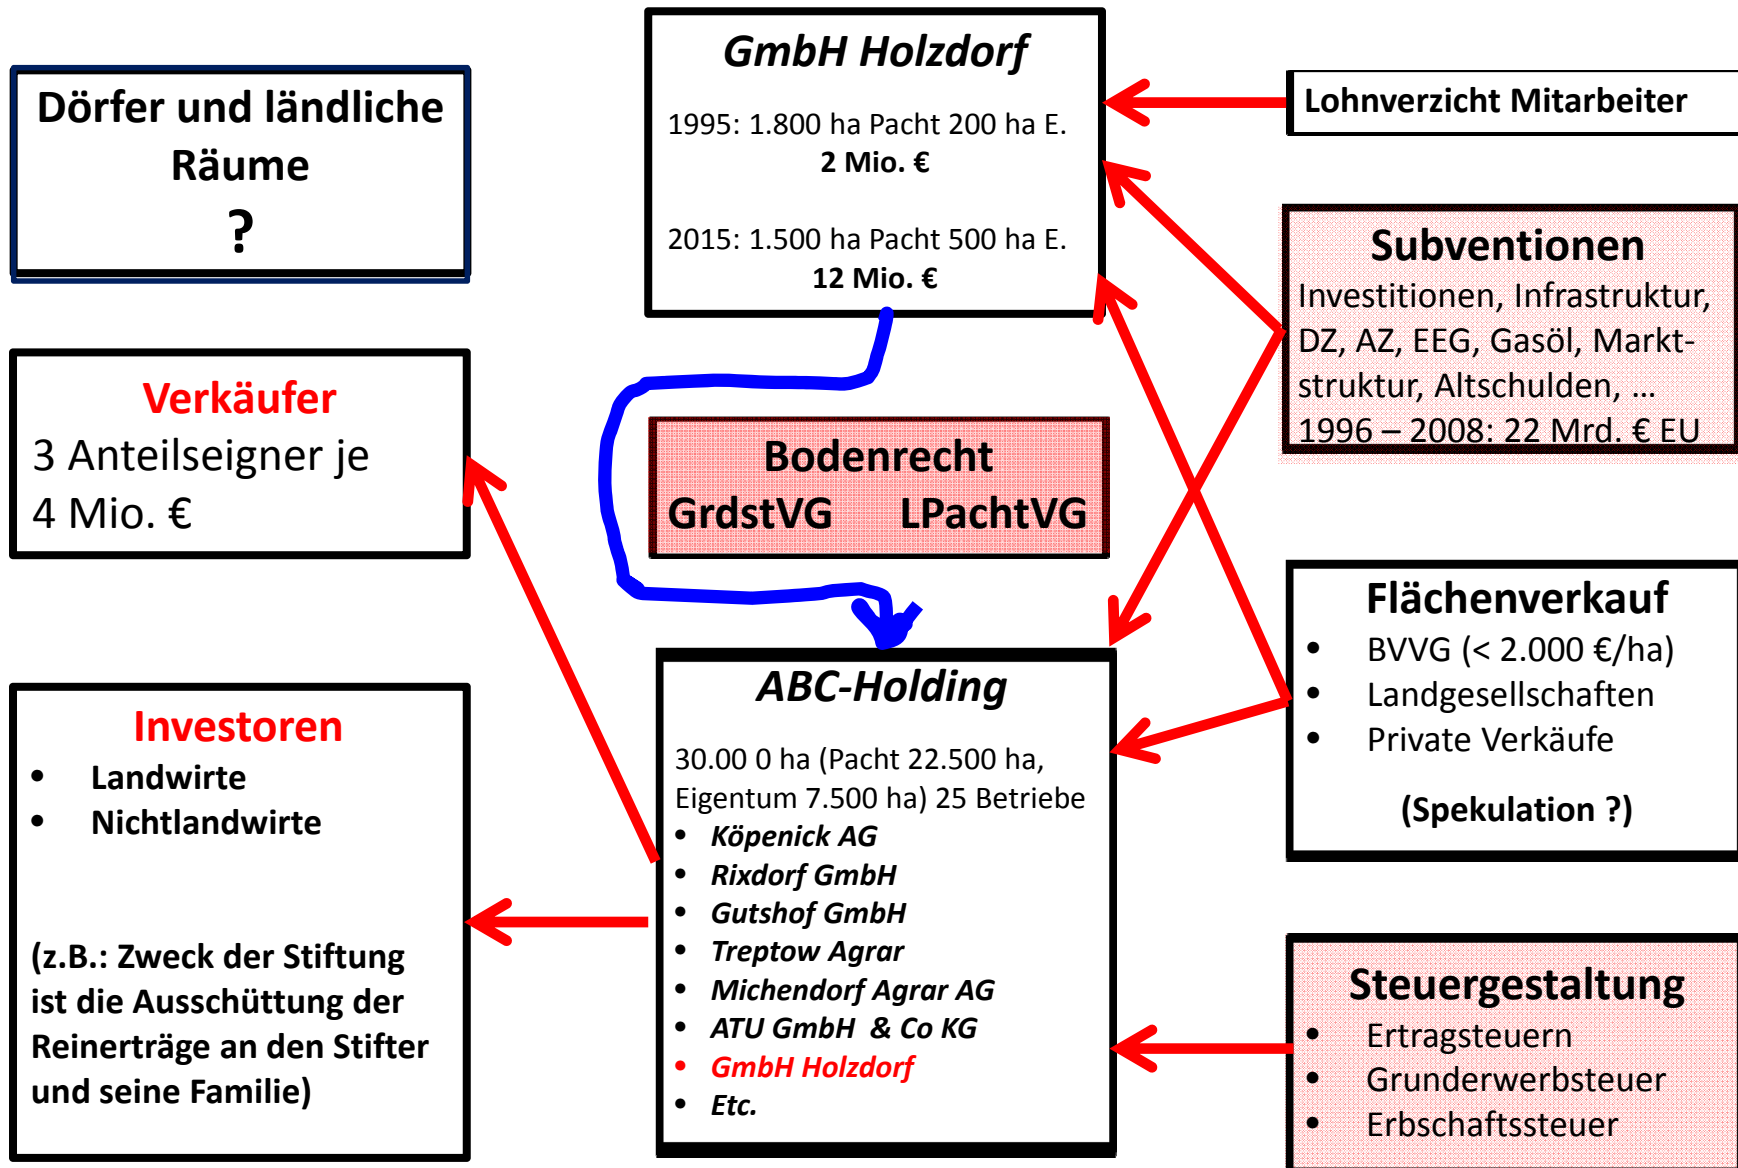 GmbH Holzdorf
1995: 1.800 ha Pacht 200 ha E.
2 Mio. €
2015: 1.500 ha Pacht 500 ha E.
12 Mio. €
Dörfer und ländliche
Räume
?
Lohnverzicht Mitarbeiter
Subventionen
Investitionen, Infrastruktur,
DZ, AZ, EEG, Gasöl, Markt-
struktur, Altschulden, ...
1996 – 2008: 22 Mrd. € EU
Verkäufer
3 Anteilseigner je
4 Mio. €
Bodenrecht
GrdstVG LPachtVG
Flächenverkauf
• BVVG (< 2.000 €/ha)
• Landgesellschaften
• Private Verkäufe
(Spekulation ?)
Investoren
• Landwirte
• Nichtlandwirte
(z.B.: Zweck der Stiftung
ist die Ausschüttung der
Reinerträge an den Stifter
und seine Familie)
ABC-Holding
30.00 0 ha (Pacht 22.500 ha,
Eigentum 7.500 ha) 25 Betriebe
• Köpenick AG
• Rixdorf GmbH
• Gutshof GmbH
• Treptow Agrar
• Michendorf Agrar AG
• ATU GmbH & Co KG
• GmbH Holzdorf
• Etc.
Steuergestaltung
• Ertragsteuern
• Grunderwerbsteuer
• Erbschaftssteuer